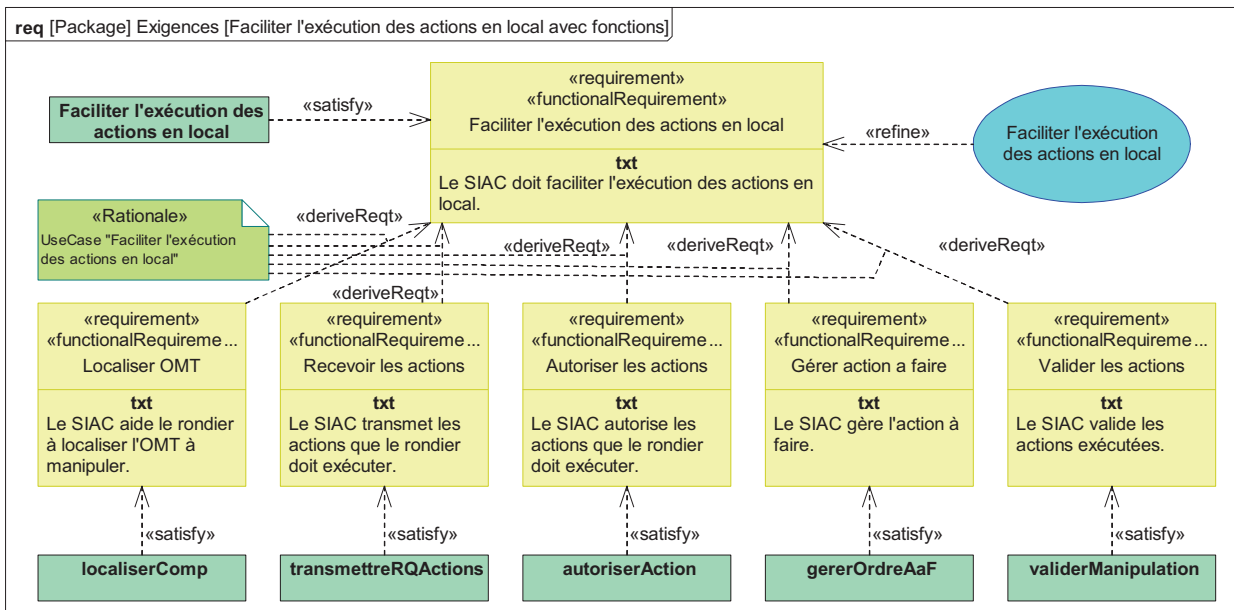 req [Package] Exigences [Faciliter l'exécution des actions en local avec fonctions]
«requirement»
«functionalRequirement»
Faciliter l'exécution des actions en local
txt
Le SIAC doit faciliter l'exécution des actions en
local.
Faciliter l'exécution des
actions en local
«satisfy»
«refine»
Faciliter l'exécution
des actions en local
«Rationale»
UseCase "Faciliter l'exécution
des actions en local"
«deriveReqt»
«deriveReqt»
«deriveReqt»
«deriveReqt»
«deriveReqt»
«requirement»
«functionalRequireme...
Localiser OMT
txt
Le SIAC aide le rondier
à localiser l'OMT à
manipuler.
«requirement»
«functionalRequireme...
Recevoir les actions
txt
Le SIAC transmet les
actions que le rondier
doit exécuter.
«requirement»
«functionalRequireme...
Autoriser les actions
txt
Le SIAC autorise les
actions que le rondier
doit exécuter.
«requirement»
«functionalRequireme...
Gérer action a faire
txt
Le SIAC gère l'action à
faire.
«requirement»
«functionalRequireme...
Valider les actions
txt
Le SIAC valide les
actions exécutées.
«satisfy»
«satisfy»
«satisfy»
«satisfy»
«satisfy»
localiserComp
transmettreRQActions
autoriserAction
gererOrdreAaF
validerManipulation